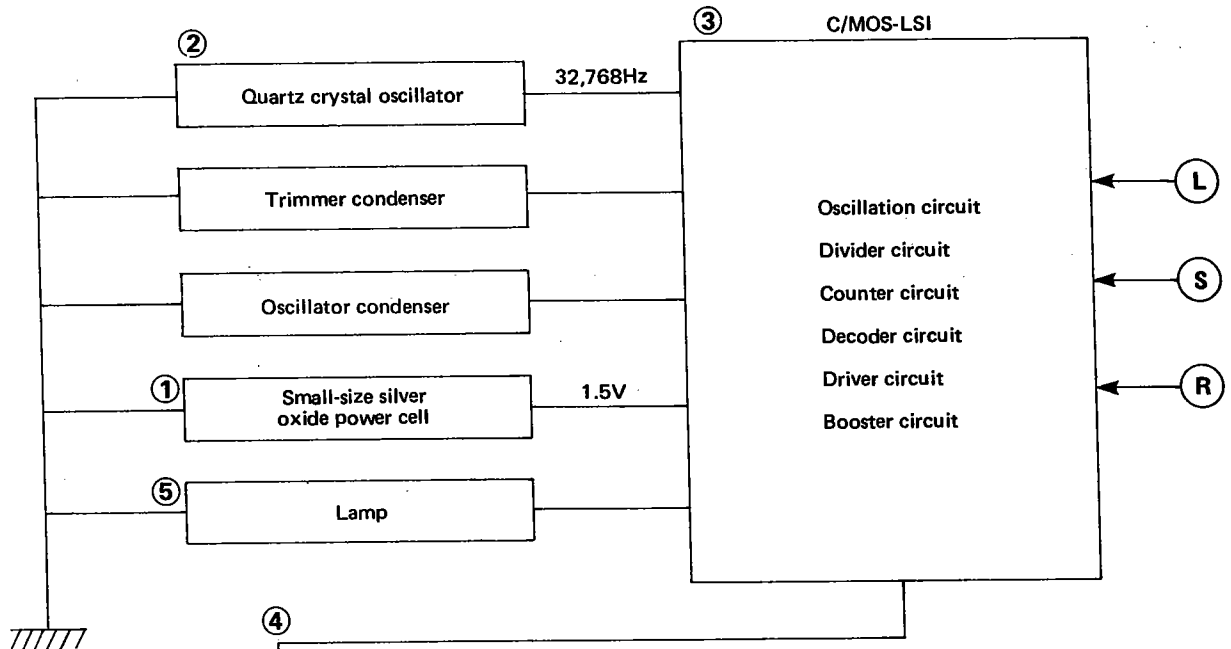 ③ C/MOS-LSI
②
Quartz crystal oscillator
32,768Hz
Trimmer condenser
Oscillator condenser
①
Small-size silver
oxide power cell
1.5V
⑤
Lamp
Oscillation circuit
Divider circuit
Counter circuit
Decoder circuit
Driver circuit
Booster circuit
L
S
R
④